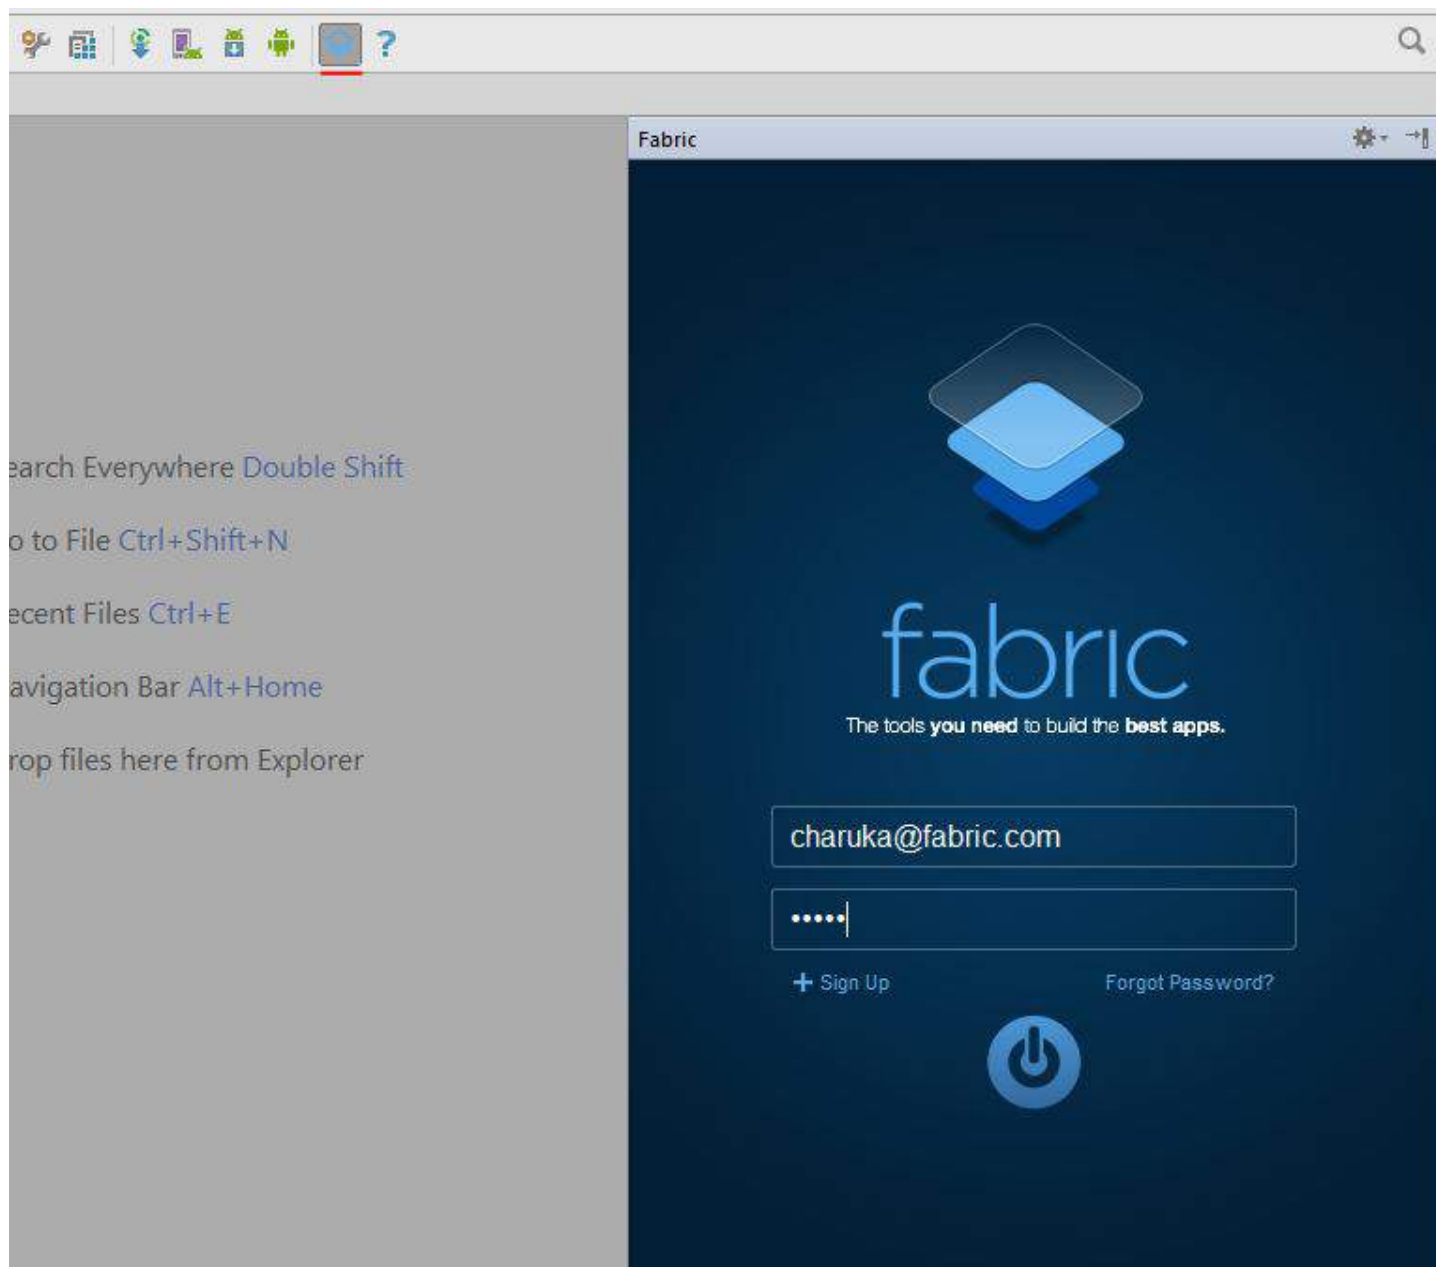 ?
Fabric
earch Everywhere Double Shift
o to File Ctrl+Shift+N
ecent Files Ctrl+E
avigation Bar Alt+Home
rop files here from Explorer
fabric
The tools you need to build the best apps.
charuka@fabric.com
•••••
+ Sign Up
Forgot Password?